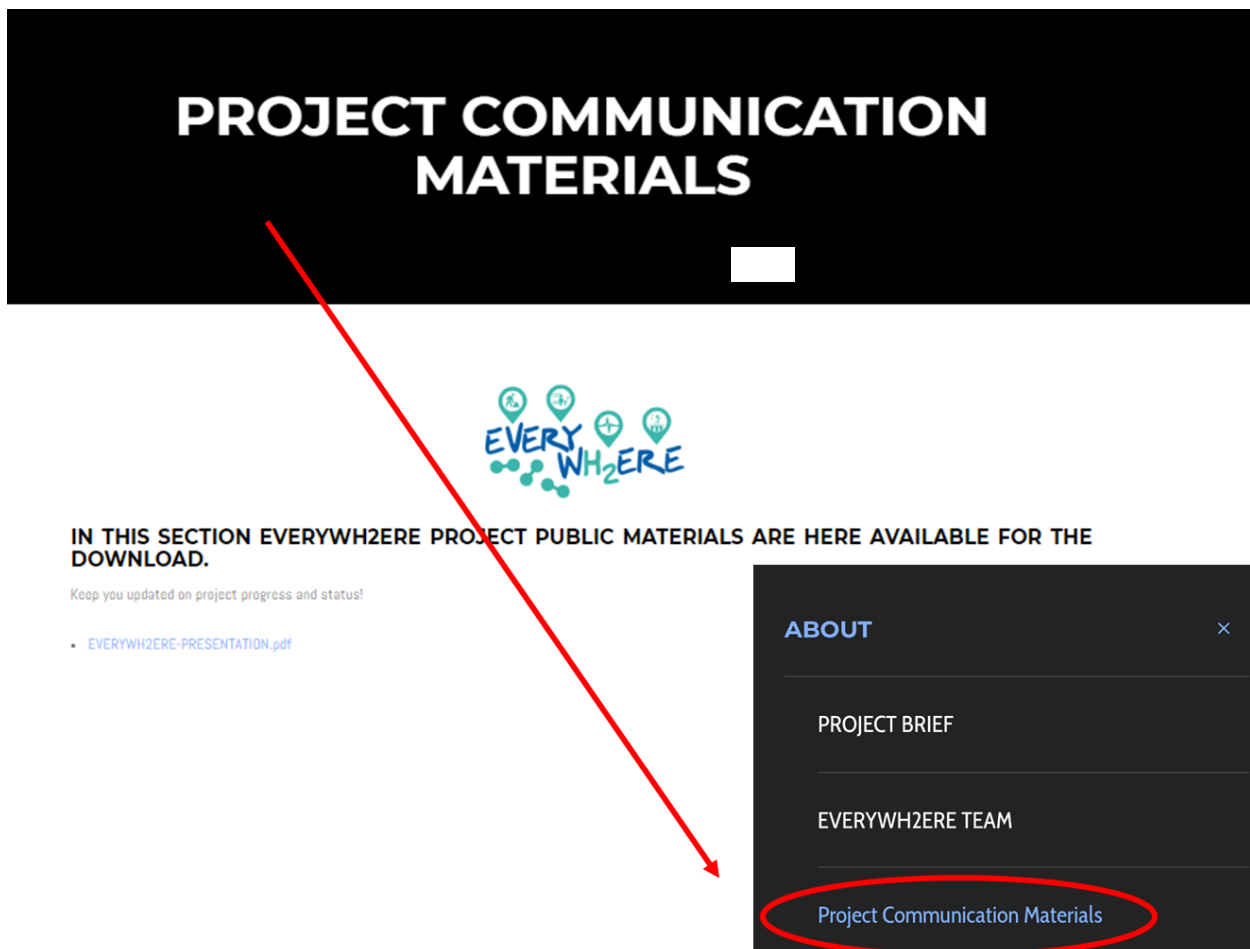 PROJECT COMMUNICATION
MATERIALS
EVERY
WH2ERE
IN THIS SECTION EVERYWH2ERE PROJECT PUBLIC MATERIALS ARE HERE AVAILABLE FOR THE
DOWNLOAD.
Keep you updated on project progress and status!
• EVERYWH2ERE-PRESENTATION.pdf
ABOUT ×
PROJECT BRIEF
EVERYWH2ERE TEAM
Project Communication Materials